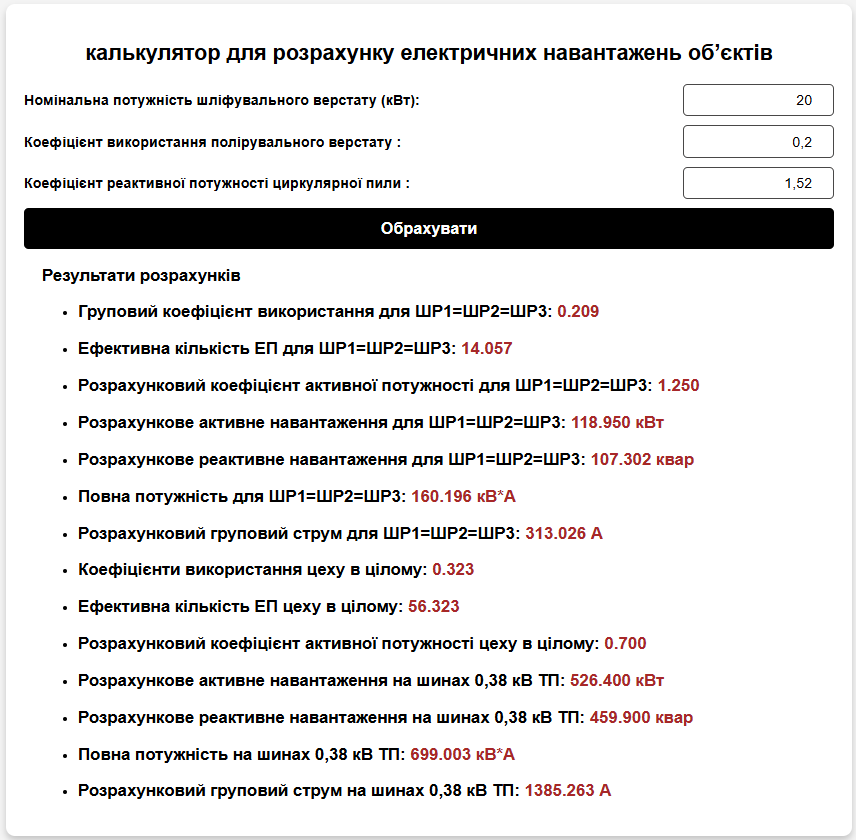 калькулятор для розрахунку електричних навантажень об’єктів
Номінальна потужність шліфувального верстату (кВт):
20
Коефіцієнт використання полірувального верстату :
0,2
Коефіцієнт реактивної потужності циркулярної пили :
1,52
Обрахувати
Результати розрахунків
• Груповий коефіцієнт використання для ШР1=ШР2=ШР3: 0.209
• Ефективна кількість ЕП для ШР1=ШР2=ШР3: 14.057
• Розрахунковий коефіцієнт активної потужності для ШР1=ШР2=ШР3: 1.250
• Розрахункове активне навантаження для ШР1=ШР2=ШР3: 118.950 кВт
• Розрахункове реактивне навантаження для ШР1=ШР2=ШР3: 107.302 квар
• Повна потужність для ШР1=ШР2=ШР3: 160.196 кВ*А
• Розрахунковий груповий струм для ШР1=ШР2=ШР3: 313.026 А
• Коефіцієнти використання цеху в цілому: 0.323
• Ефективна кількість ЕП цеху в цілому: 56.323
• Розрахунковий коефіцієнт активної потужності цеху в цілому: 0.700
• Розрахункове активне навантаження на шинах 0,38 кВ ТП: 526.400 кВт
• Розрахункове реактивне навантаження на шинах 0,38 кВ ТП: 459.900 квар
• Повна потужність на шинах 0,38 кВ ТП: 699.003 кВ*А
• Розрахунковий груповий струм на шинах 0,38 кВ ТП: 1385.263 А